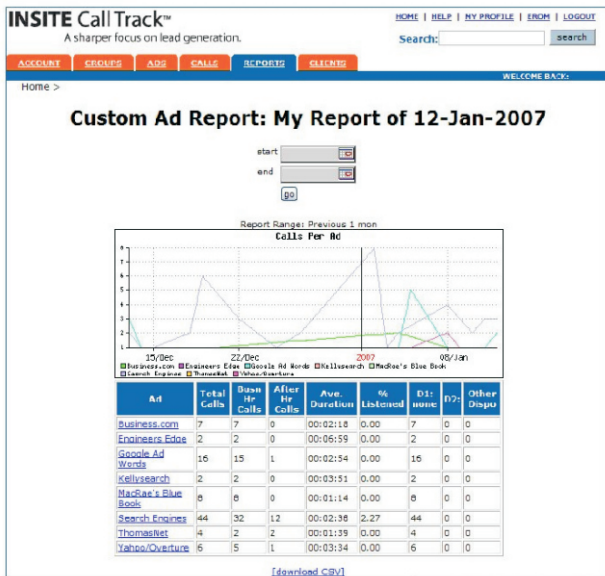 INSITE Call Track™
A sharper focus on lead generation.
HOME | HELP | MY PROFILE | EROM | LOGOUT
Search: search
ACCOUNT GROUPS ADS CALLS REPORTS CLIENTS
WELCOME BACK:
Home >
Custom Ad Report: My Report of 12-Jan-2007
start
end
go
Report Range: Previous 1 mon
Calls Per Ad
8
7
6
5
4
3
2
1
15/Dec 22/Dec 2007 08/Jan
Business.com Engineers Edge Google Ad Words Kellysearch MacRae's Blue Book
Search Engines ThomasNet Yahoo/Overture
Ad Total Calls Busn Hr Calls After Hr Calls Ave. Duration % Listened D1: none D2: Other Dispo
Business.com 7 7 0 00:02:18 0.00 7 0 0
Engineers Edge 2 2 0 00:06:59 0.00 2 0 0
Google Ad Words 16 15 1 00:02:54 0.00 16 0 0
Kellysearch 2 2 0 00:03:51 0.00 2 0 0
MacRae's Blue Book 8 8 0 00:01:14 0.00 8 0 0
Search Engines 44 32 12 00:02:38 2.27 44 0 0
ThomasNet 4 2 2 00:01:39 0.00 4 0 0
Yahoo/Overture 6 5 1 00:03:34 0.00 6 0 0
[download CSV]